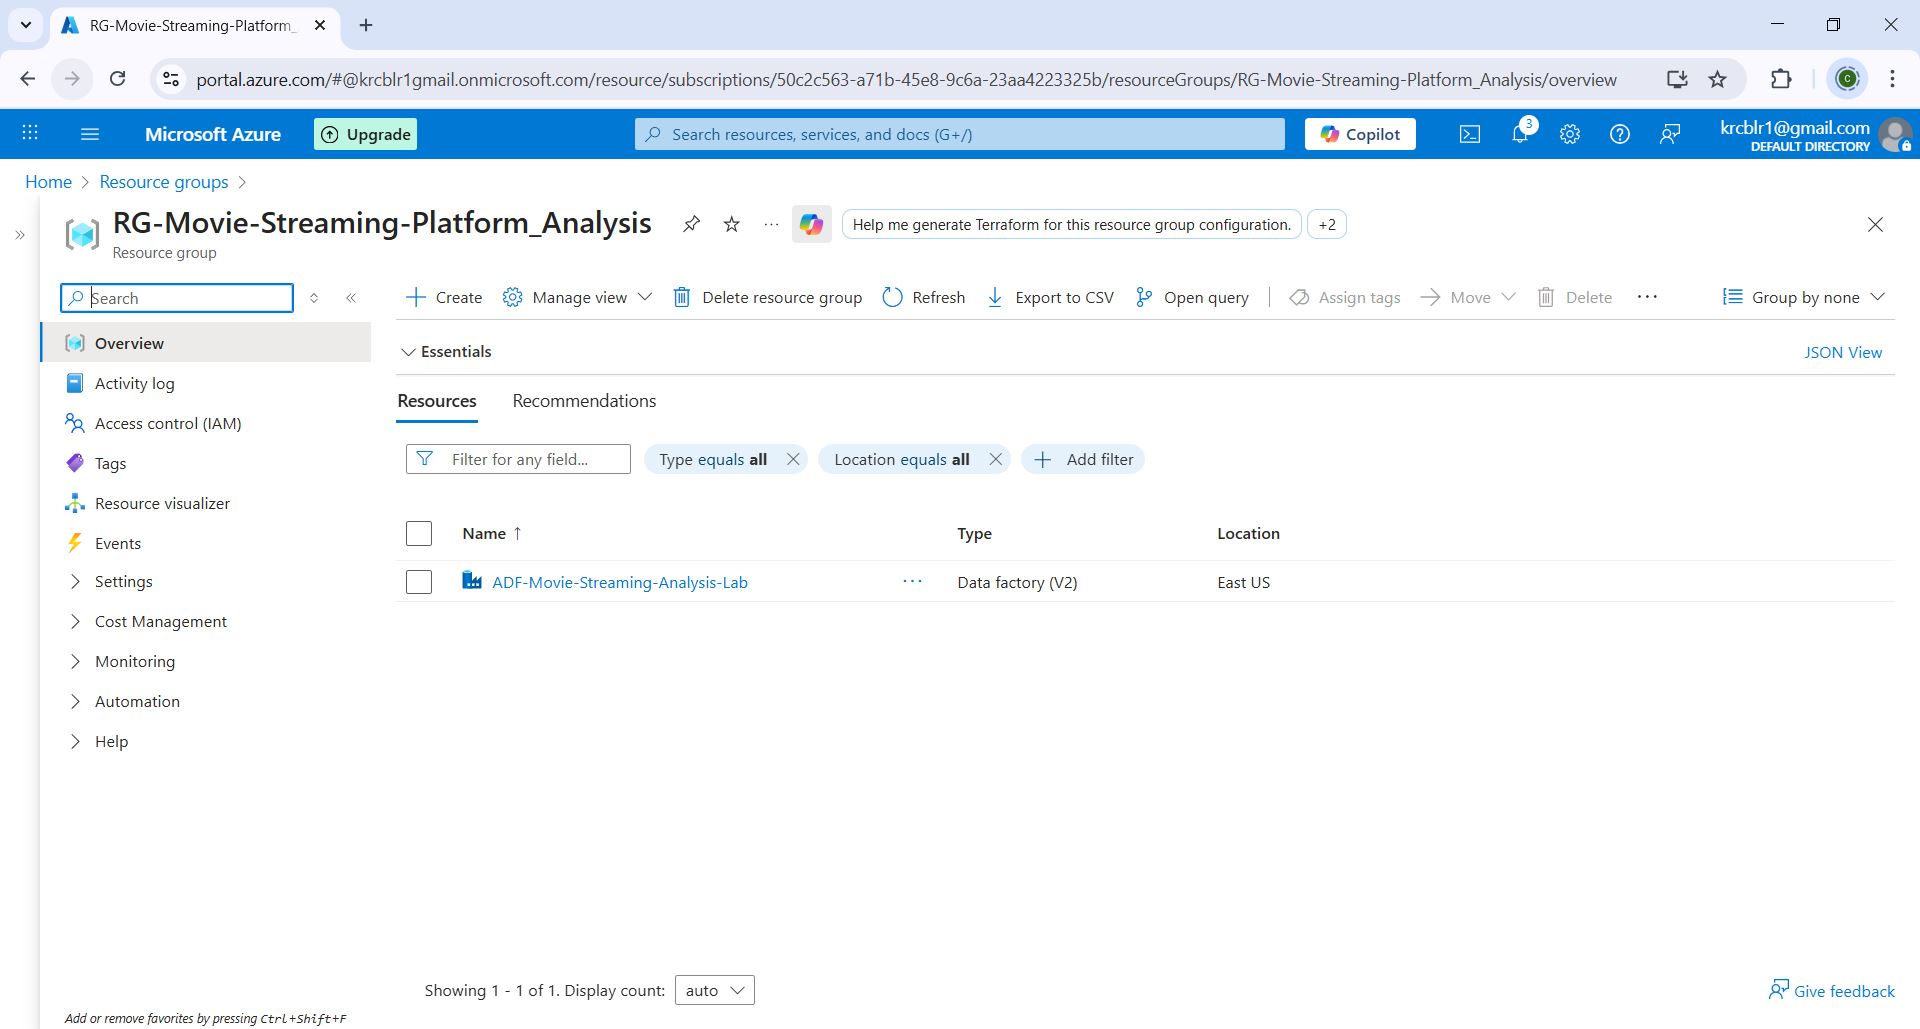 RG-Movie-Streaming-Platform_
portal.azure.com/#@krcblr1gmail.onmicrosoft.com/resource/subscriptions/50c2c563-a71b-45e8-9c6a-23aa4223325b/resourceGroups/RG-Movie-Streaming-Platform_Analysis/overview
C
Microsoft Azure
Upgrade
Search resources, services, and docs (G+/)
Copilot
3
krcblr1@gmail.com
DEFAULT DIRECTORY
Home
Resource groups
RG-Movie-Streaming-Platform_Analysis
Help me generate Terraform for this resource group configuration.
+2
Resource group
Search
Create
Manage view
Delete resource group
Refresh
Export to CSV
Open query
Assign tags
Move
Delete
Group by none
Overview
Activity log
Access control (IAM)
Tags
Resource visualizer
Events
Settings
Cost Management
Monitoring
Automation
Help
Essentials
JSON View
Resources
Recommendations
Filter for any field...
Type equals all
Location equals all
Add filter
Name ↑
Type
Location
ADF-Movie-Streaming-Analysis-Lab
Data factory (V2)
East US
Showing 1 - 1 of 1. Display count:
auto
Give feedback
Add or remove favorites by pressing Ctrl+Shift+F